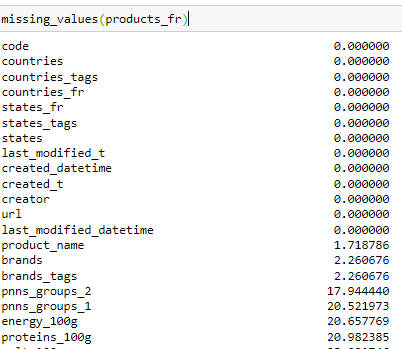 missing_values(products_fr)
code 0.000000
countries 0.000000
countries_tags 0.000000
countries_fr 0.000000
states_fr 0.000000
states_tags 0.000000
states 0.000000
last_modified_t 0.000000
created_datetime 0.000000
created_t 0.000000
creator 0.000000
url 0.000000
last_modified_datetime 0.000000
product_name 1.718786
brands 2.260676
brands_tags 2.260676
pnns_groups_2 17.944440
pnns_groups_1 20.521973
energy_100g 20.657769
proteins_100g 20.982385